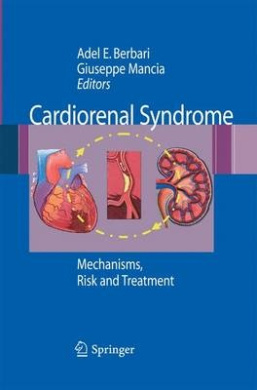 Adel E. Berbari
Giuseppe Mancia
Editors
Cardiorenal Syndrome
Mechanisms,
Risk and Treatment
Springer